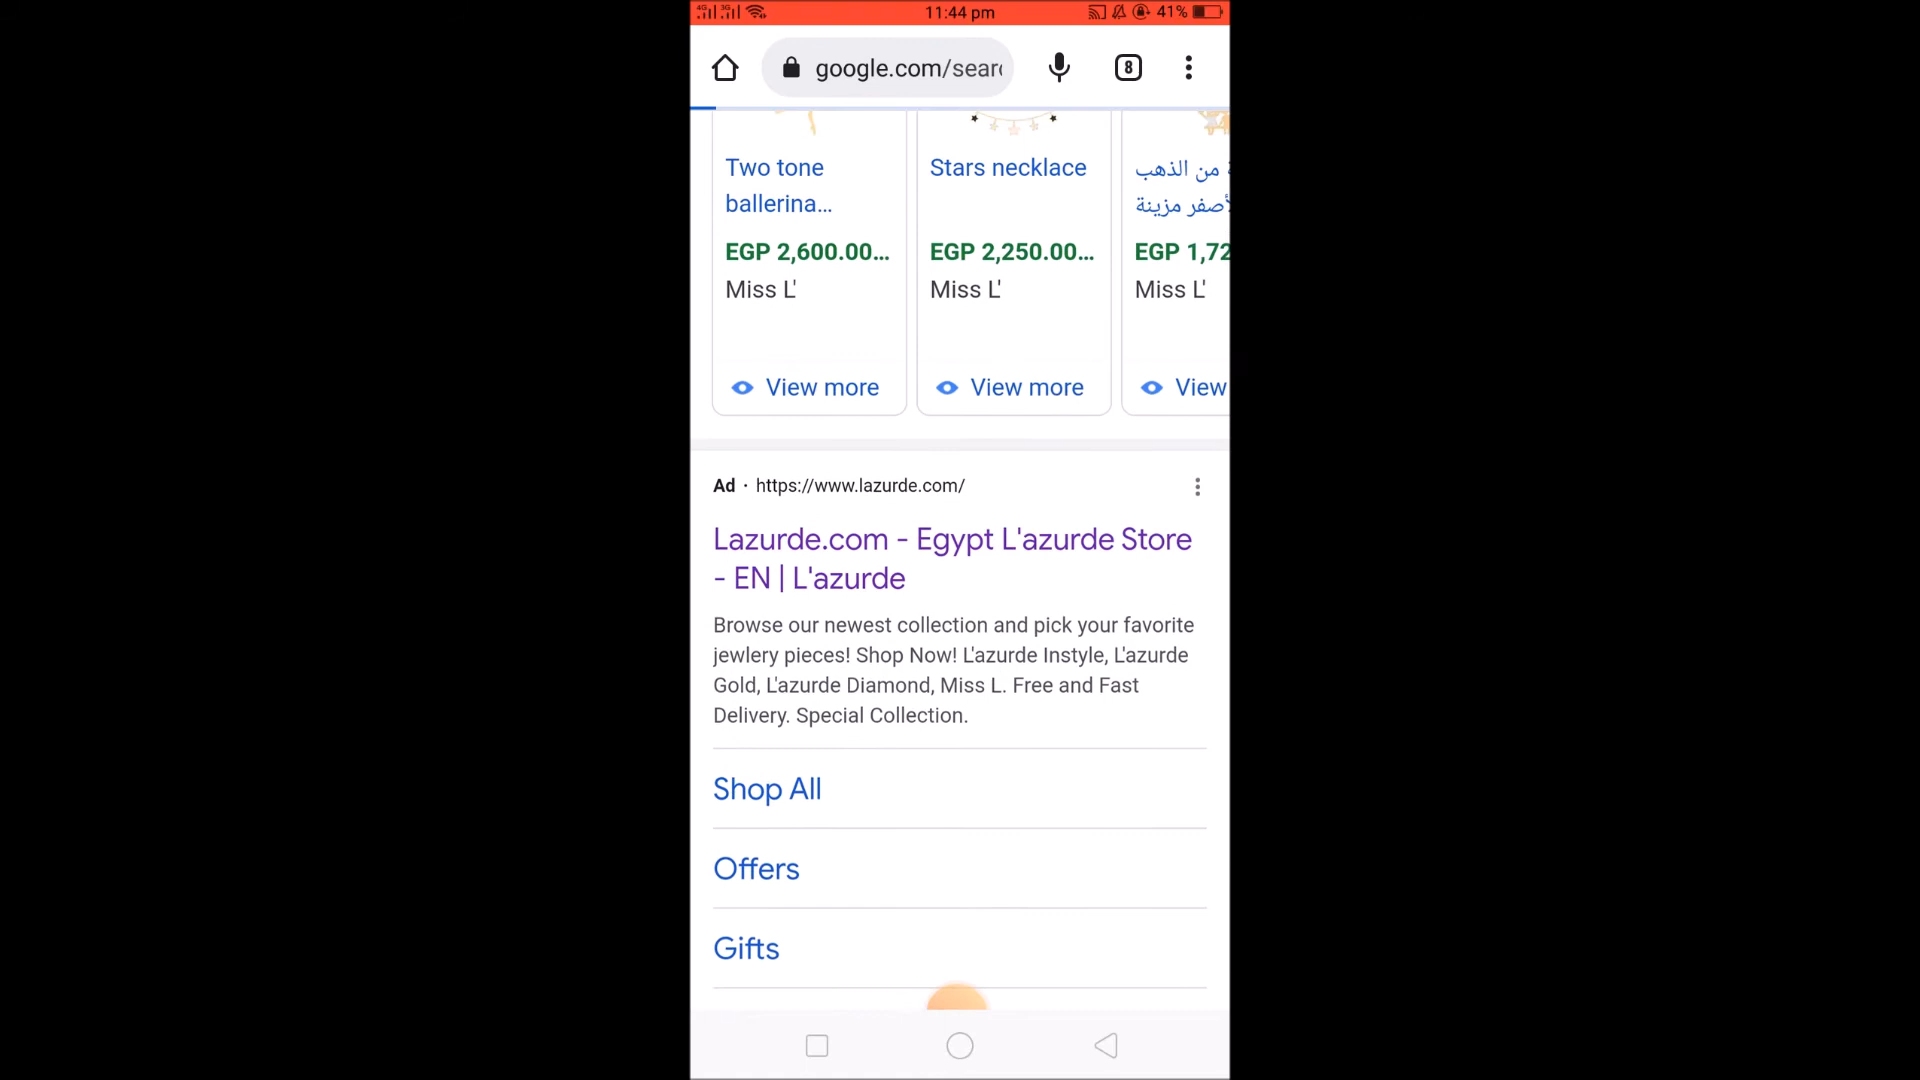 4G 3G 11:44 pm 41%
google.com/sear
8
Two tone
ballerina...
EGP 2,600.00...
Miss L'
View more
Stars necklace
EGP 2,250.00...
Miss L'
View more
من الذهب
لأصفر مزينة
EGP 1,72
Miss L'
View
Ad · https://www.lazurde.com/
Lazurde.com - Egypt L'azurde Store
- EN | L'azurde
Browse our newest collection and pick your favorite
jewlery pieces! Shop Now! L'azurde Instyle, L'azurde
Gold, L'azurde Diamond, Miss L. Free and Fast
Delivery. Special Collection.
Shop All
Offers
Gifts